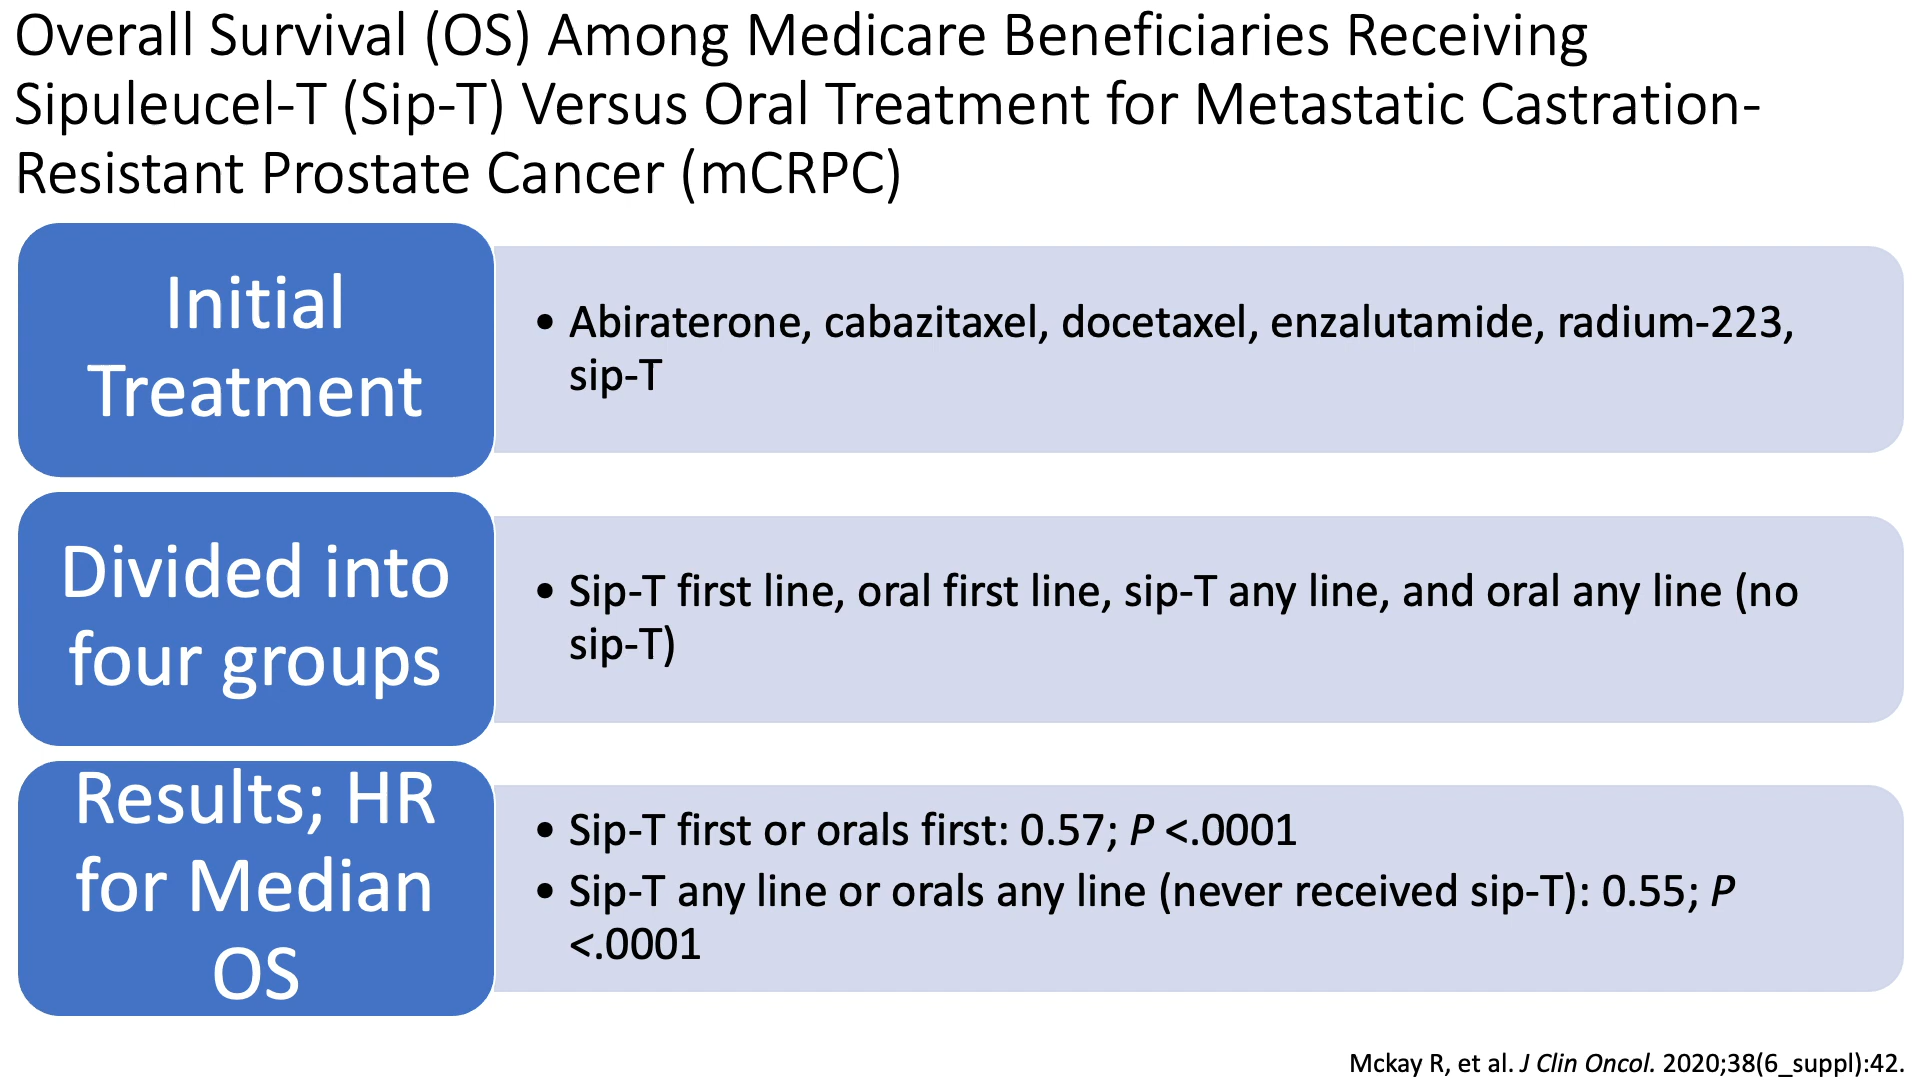 Overall Survival (OS) Among Medicare Beneficiaries Receiving
Sipuleucel-T (Sip-T) Versus Oral Treatment for Metastatic Castration-
Resistant Prostate Cancer (mCRPC)
Initial
Treatment
• Abiraterone, cabazitaxel, docetaxel, enzalutamide, radium-223,
sip-T
Divided into
four groups
• Sip-T first line, oral first line, sip-T any line, and oral any line (no
sip-T)
Results; HR
for Median
OS
• Sip-T first or orals first: 0.57; P <.0001
• Sip-T any line or orals any line (never received sip-T): 0.55; P
<.0001
Mckay R, et al. J Clin Oncol. 2020;38(6_suppl):42.